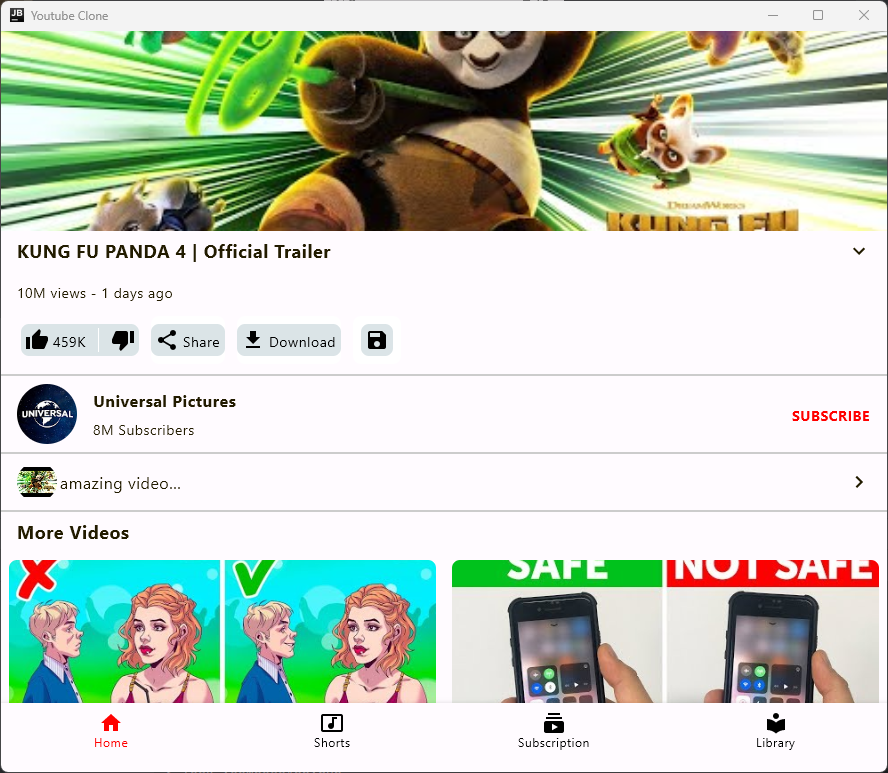 JB
Youtube Clone
DREAMWORKS
KUNG FU
KUNG FU PANDA 4 | Official Trailer
10M views - 1 days ago
459K
Share
Download
UNIVERSAL
Universal Pictures
8M Subscribers
SUBSCRIBE
amazing video...
More Videos
SAFE
NOT SAFE
Home
Shorts
Subscription
Library